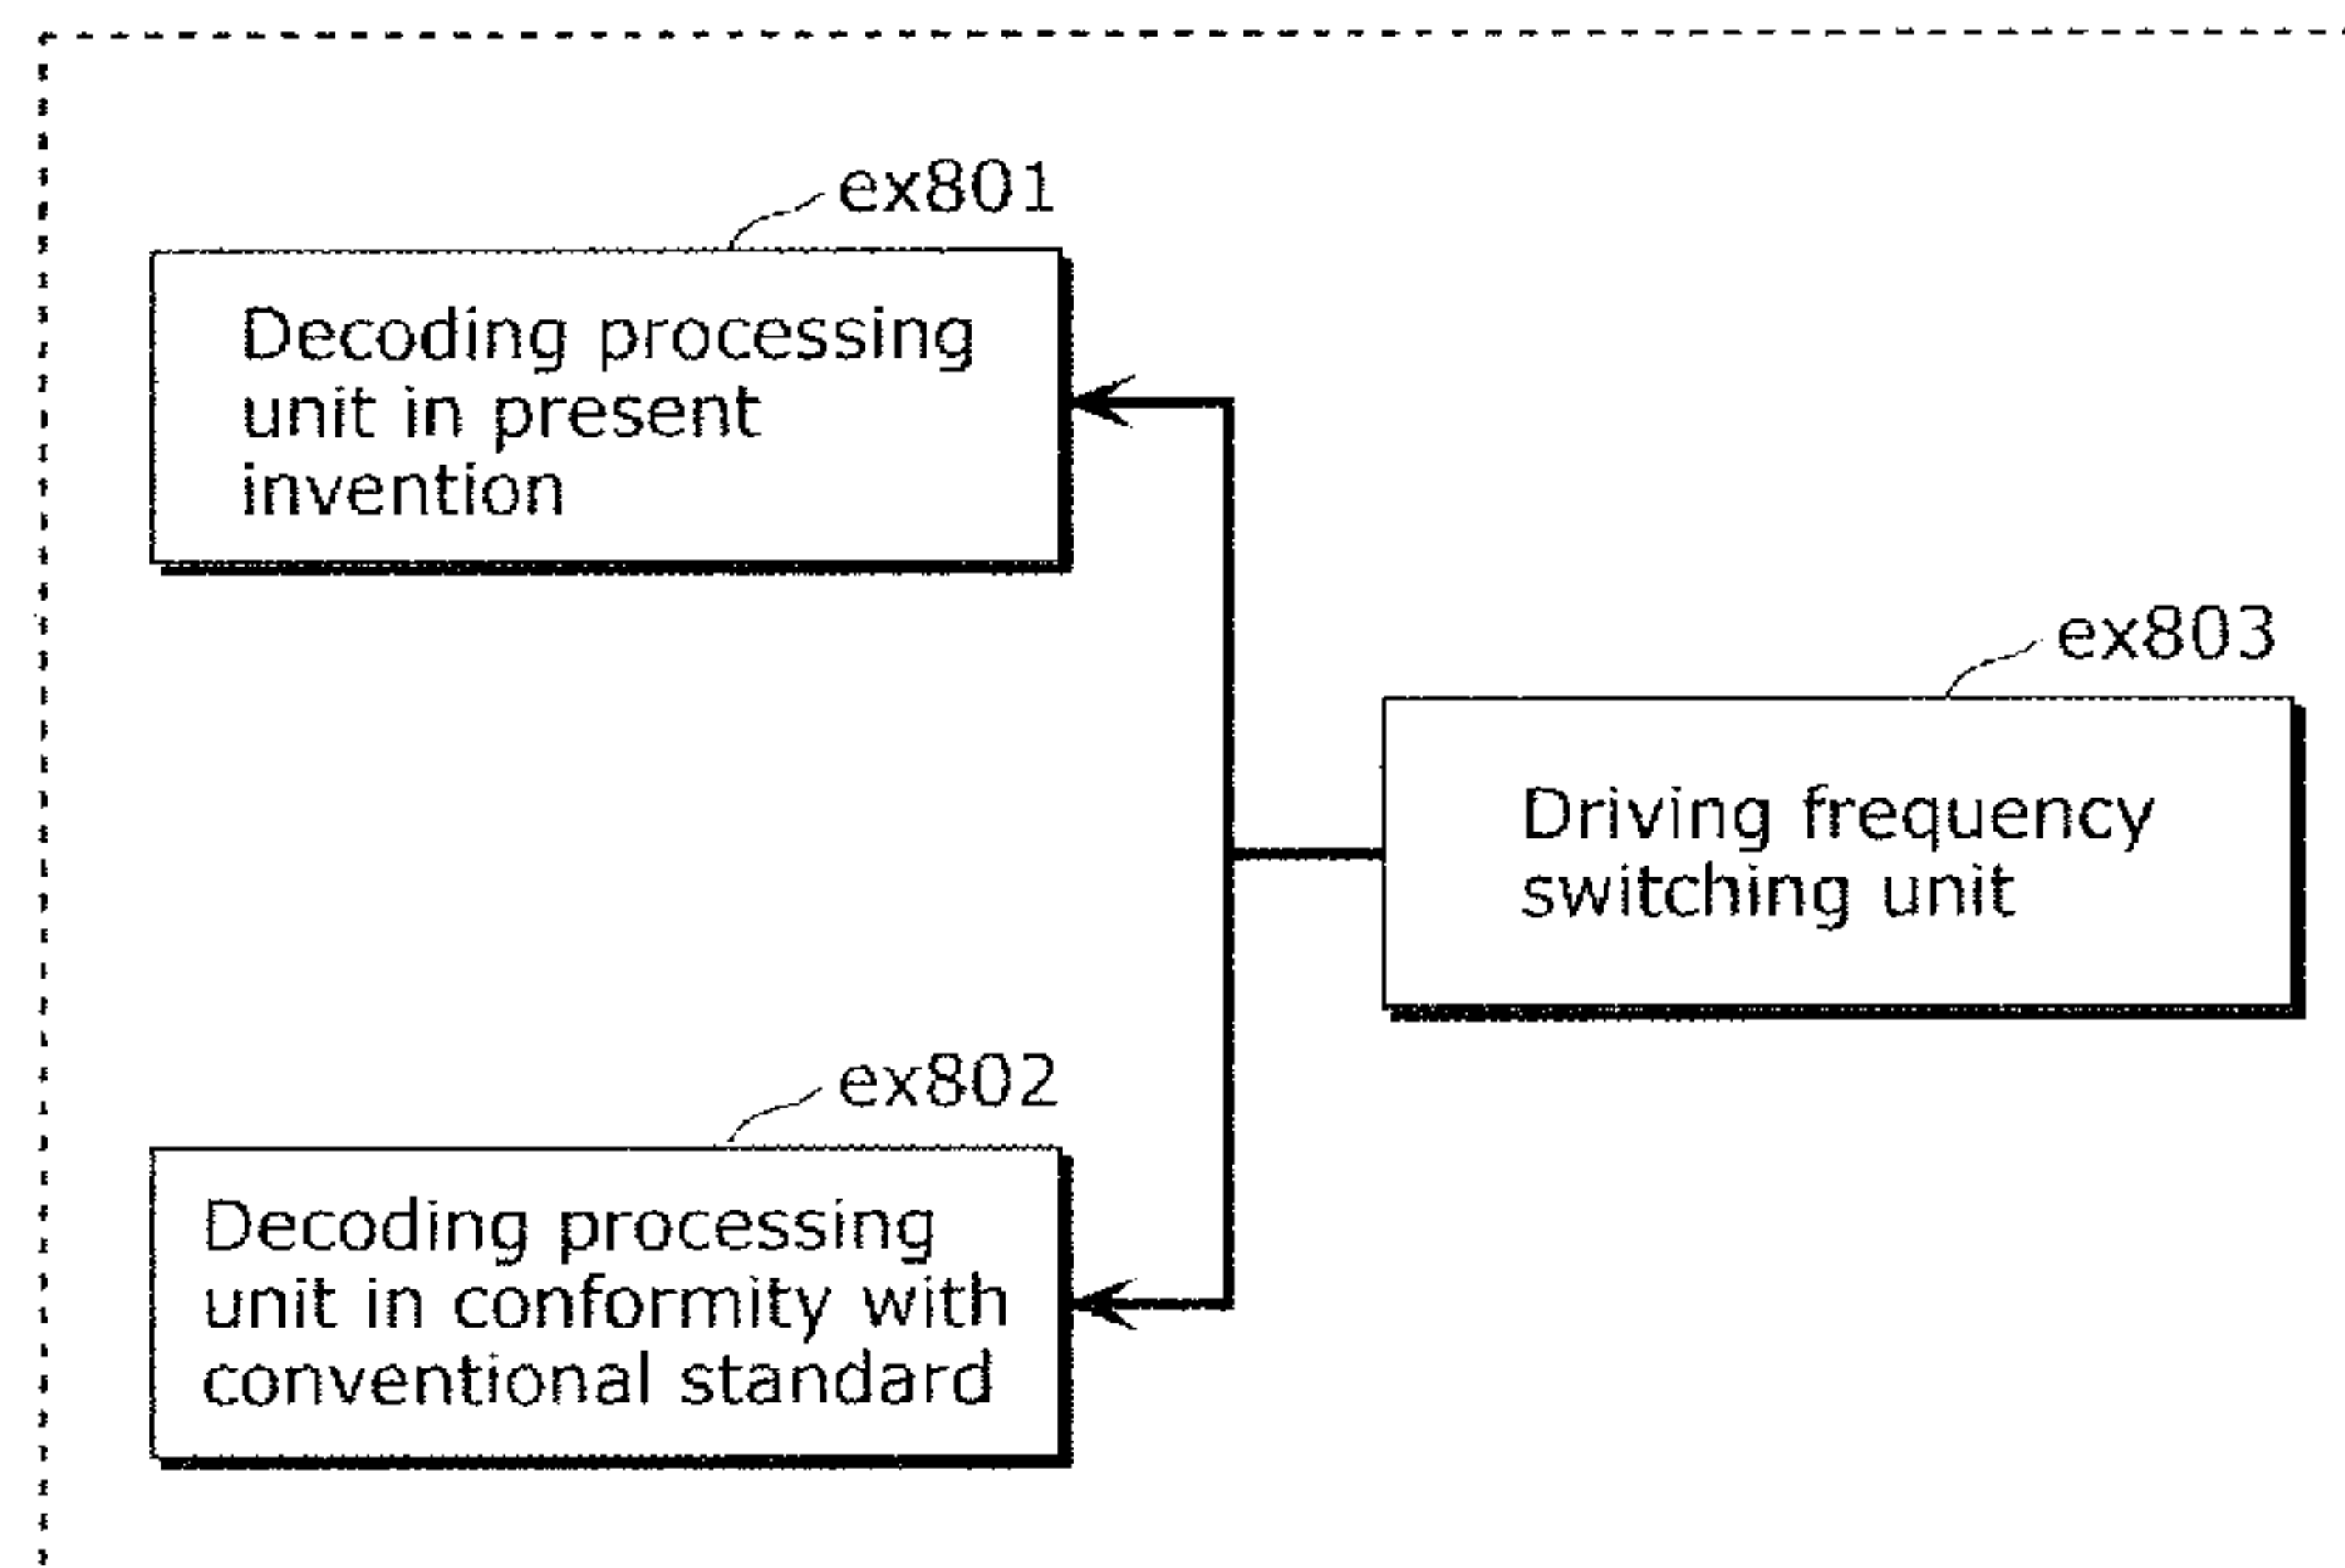 ex801
Decoding processing
unit in present
invention
ex803
Driving frequency
switching unit
ex802
Decoding processing
unit in conformity with
conventional standard